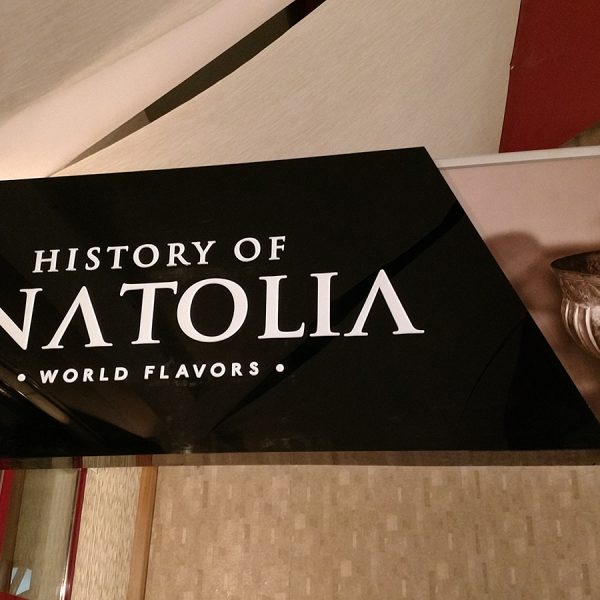 HISTORY OF
NATOLIA
• WORLD FLAVORS •